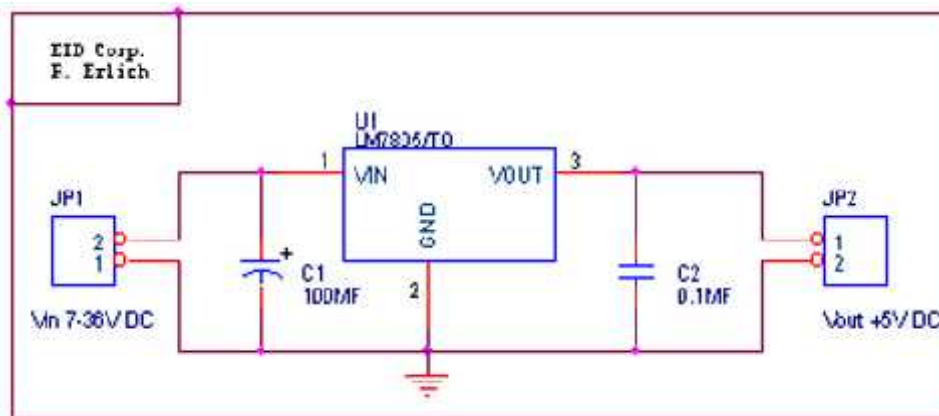 EID Corp.
F. Erlich
U1
LM7805/TO
1
VIN
VOUT
3
GND
2
JP1
2
1
Vin 7-36V DC
+
C1
100MF
C2
0.1MF
JP2
1
2
Vout +5V DC